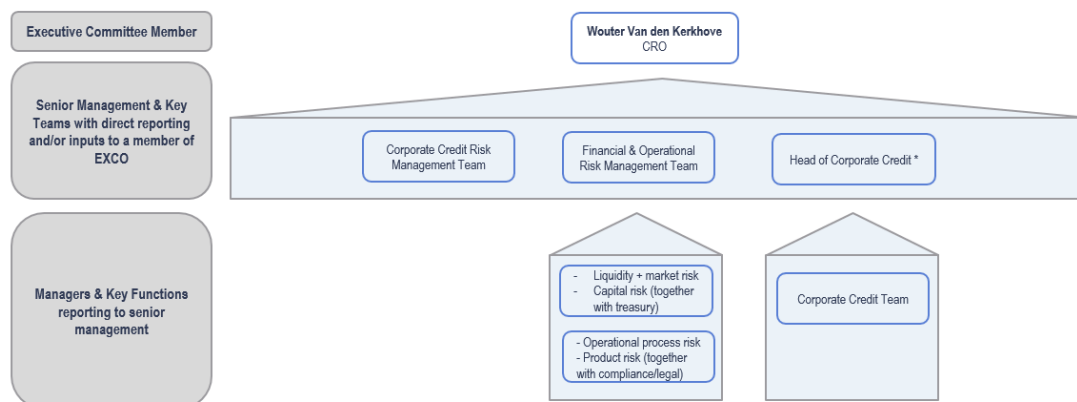 Executive Committee Member
Wouter Van den Kerkhove
CRO
Senior Management & Key
Teams with direct reporting
and/or inputs to a member of
EXCO
Corporate Credit Risk
Management Team
Financial & Operational
Risk Management Team
Head of Corporate Credit *
Managers & Key Functions
reporting to senior
management
- Liquidity + market risk
- Capital risk (together
with treasury)
- Operational process risk
- Product risk (together
with compliance/legal)
Corporate Credit Team